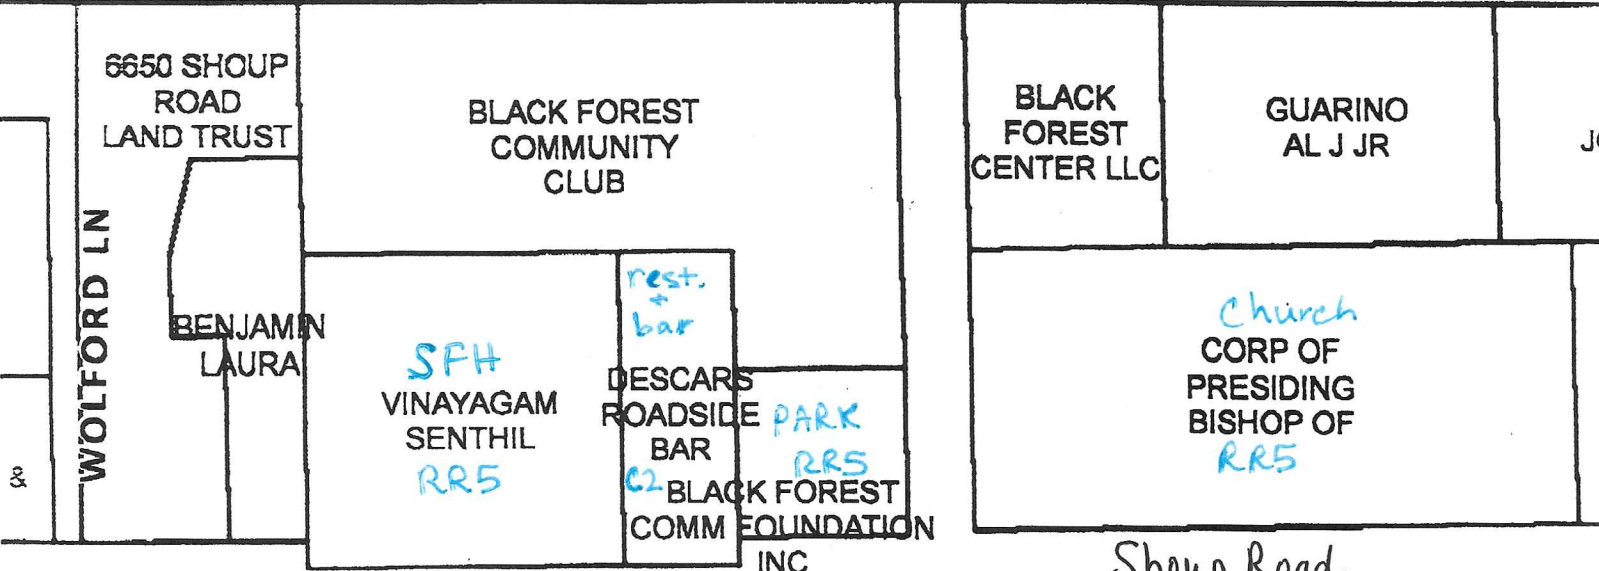 6650 SHOUP
ROAD
LAND TRUST
BLACK FOREST
COMMUNITY
CLUB
BLACK
FOREST
CENTER LLC
GUARINO
AL J JR
WOLFORD LN
BENJAMIN
LAURA
SFH
VINAYAGAM
SENTHIL
RR5
rest.
+
bar
DESCARS
ROADSIDE
BAR
C2
PARK
RR5
BLACK FOREST
COMM FOUNDATION
INC
Church
CORP OF
PRESIDING
BISHOP OF
RR5
&
Shoup Road